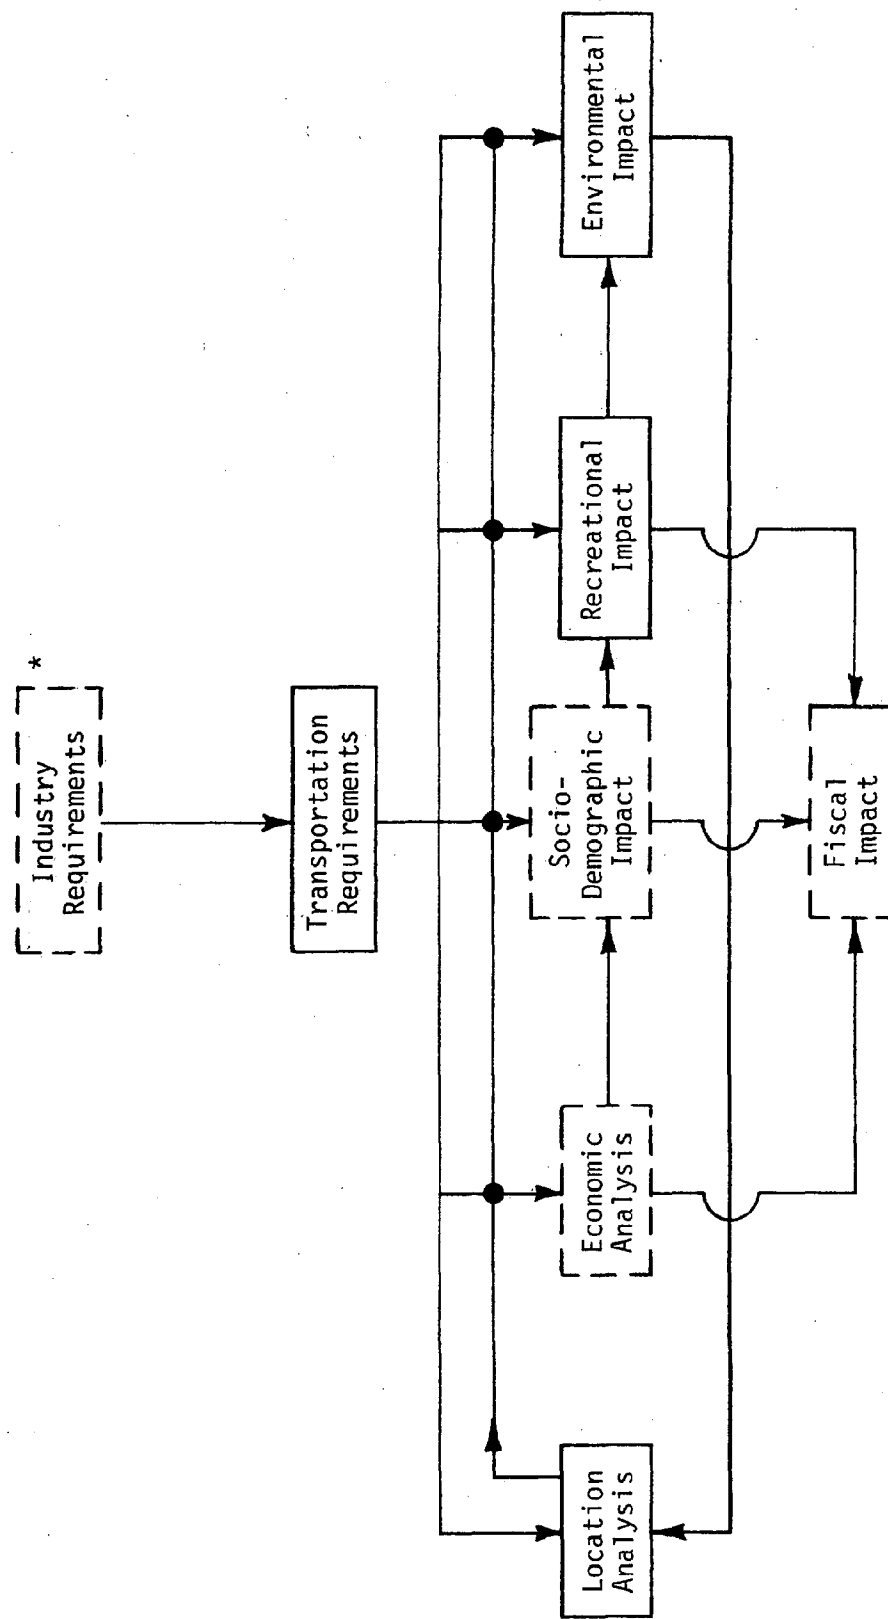 Industry
Requirements
*
Transportation
Requirements
Location
Analysis
Economic
Analysis
Socio-
Demographic
Impact
Recreational
Impact
Environmental
Impact
Fiscal
Impact